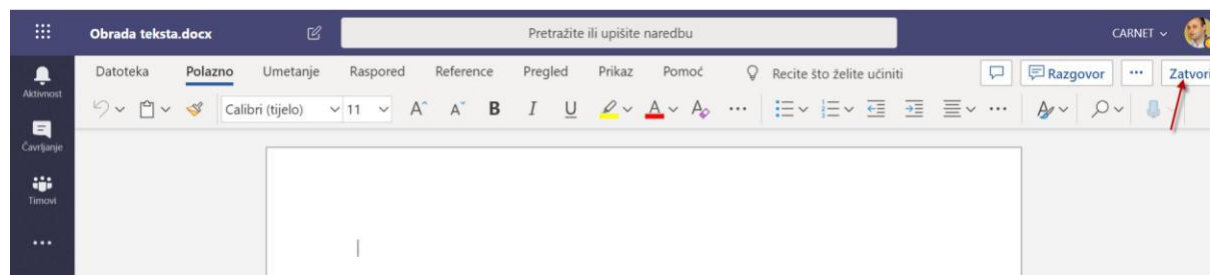 Obrada teksta.docx Pretražite ili upišite naredbu CARNET
Datoteka Polazno Umetanje Raspored Reference Pregled Prikaz Pomoć Recite što želite učiniti Razgovor ... Zatvori
Aktivnost
Calibri (tijelo) 11 A A B I U A A ...  ...
Čavrljanje
Timovi
...